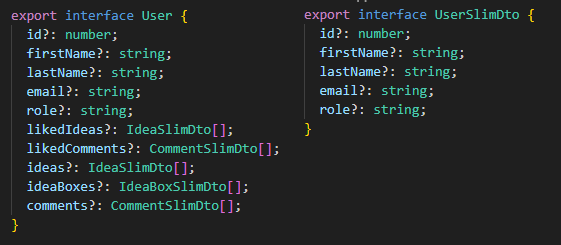 export interface User {
id?: number;
firstName?: string;
lastName?: string;
email?: string;
role?: string;
likedIdeas?: IdeaSlimDto[];
likedComments?: CommentSlimDto[];
ideas?: IdeaSlimDto[];
ideaBoxes?: IdeaBoxSlimDto[];
comments?: CommentSlimDto[];
}
export interface UserSlimDto {
id?: number;
firstName?: string;
lastName?: string;
email?: string;
role?: string;
}